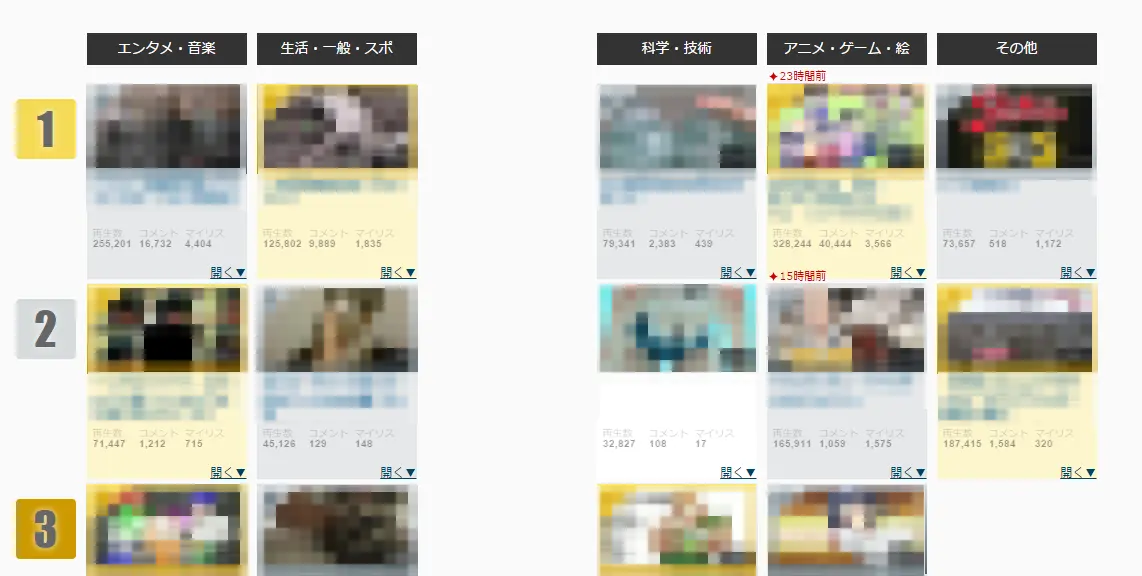 エンタメ・音楽 生活・一般・スポ 科学・技術 アニメ・ゲーム・絵 その他
✦23時間前
1
再生数 コメント マイリス 再生数 コメント マイリス 再生数 コメント マイリス 再生数 コメント マイリス 再生数 コメント マイリス
255,201 16,732 4,404 125,802 9,889 1,835 79,341 2,383 439 328,244 40,444 3,566 73,657 518 1,172
開く▼ 開く▼ 開く▼ 開く▼ 開く▼
✦15時間前
2
再生数 コメント マイリス 再生数 コメント マイリス 再生数 コメント マイリス 再生数 コメント マイリス 再生数 コメント マイリス
71,447 1,212 715 45,126 129 148 32,827 108 17 165,911 1,059 1,575 187,415 1,584 320
開く▼ 開く▼ 開く▼ 開く▼ 開く▼
3